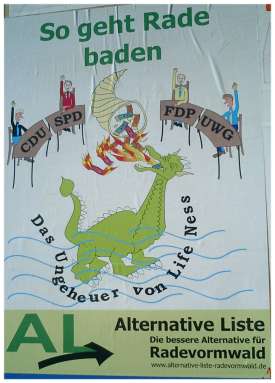 So geht Rade
baden
CDU SPD
FDP UWG
Das Ungeheuer von Life Ness
AL
Alternative Liste
Die bessere Alternative für
Radevormwald
www.alternative-liste-radevormwald.de